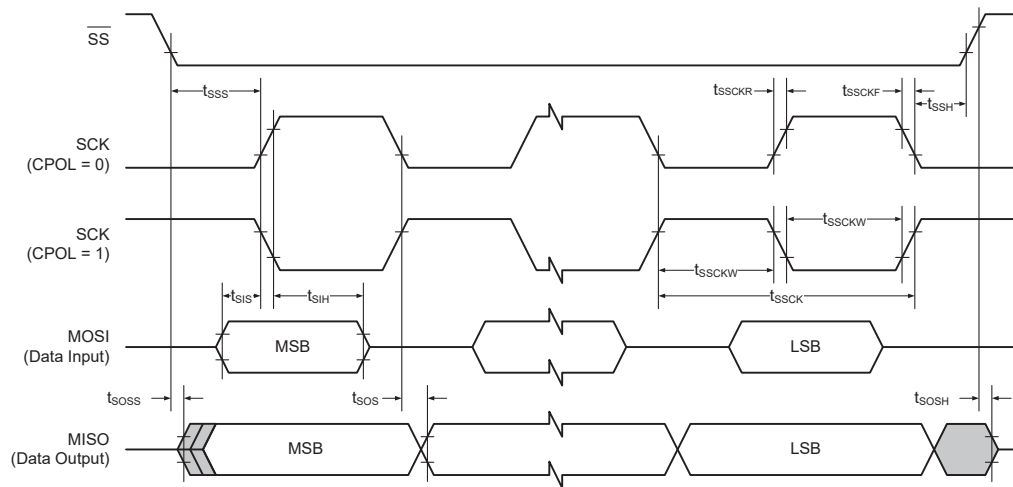 SS
tSSS
tSSCKR
tSSCKF
tSSH
SCK
(CPOL = 0)
SCK
(CPOL = 1)
tSSCKW
tSSCKW
tSSCK
tSIS
tSIH
MOSI
(Data Input)
MSB
LSB
tSOSS
tSOS
tSOSH
MISO
(Data Output)
MSB
LSB